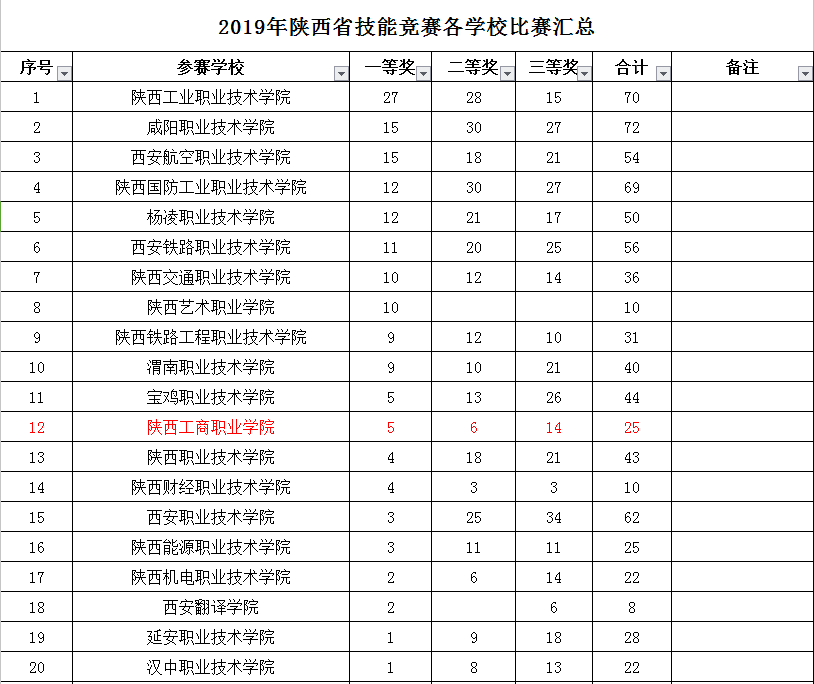 2019年陕西省技能竞赛各学校比赛汇总
序号 参赛学校 一等奖 二等奖 三等奖 合计 备注
1 陕西工业职业技术学院 27 28 15 70
2 咸阳职业技术学院 15 30 27 72
3 西安航空职业技术学院 15 18 21 54
4 陕西国防工业职业技术学院 12 30 27 69
5 杨凌职业技术学院 12 21 17 50
6 西安铁路职业技术学院 11 20 25 56
7 陕西交通职业技术学院 10 12 14 36
8 陕西艺术职业学院 10 10
9 陕西铁路工程职业技术学院 9 12 10 31
10 渭南职业技术学院 9 10 21 40
11 宝鸡职业技术学院 5 13 26 44
12 陕西工商职业学院 5 6 14 25
13 陕西职业技术学院 4 18 21 43
14 陕西财经职业技术学院 4 3 3 10
15 西安职业技术学院 3 25 34 62
16 陕西能源职业技术学院 3 11 11 25
17 陕西机电职业技术学院 2 6 14 22
18 西安翻译学院 2 6 8
19 延安职业技术学院 1 9 18 28
20 汉中职业技术学院 1 8 13 22